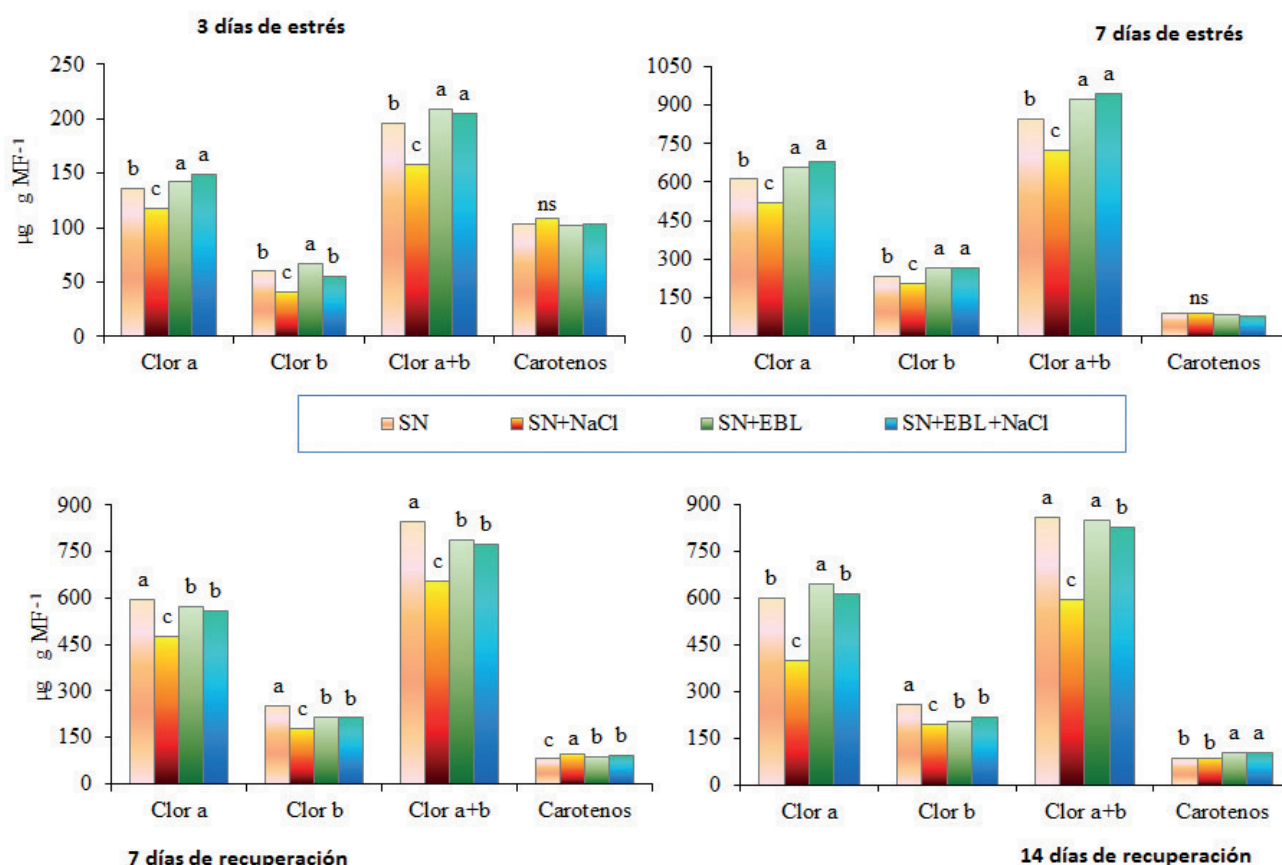 3 días de estrés
7 días de estrés
250
200
150
100
50
0
µg g MF⁻¹
b c a a
b c a b
b c a a
ns
Clor a Clor b Clor a+b Carotenos
1050
900
750
600
450
300
150
0
b c a a
b c a a
b c a a
ns
Clor a Clor b Clor a+b Carotenos
SN SN+NaCl SN+EBL SN+EBL+NaCl
900
750
600
450
300
150
0
µg g MF⁻¹
a c b b
a c b b
a c b b
c a b b
Clor a Clor b Clor a+b Carotenos
7 días de recuperación
900
750
600
450
300
150
0
b c a b
a c b b
a c a b
b b a a
Clor a Clor b Clor a+b Carotenos
14 días de recuperación